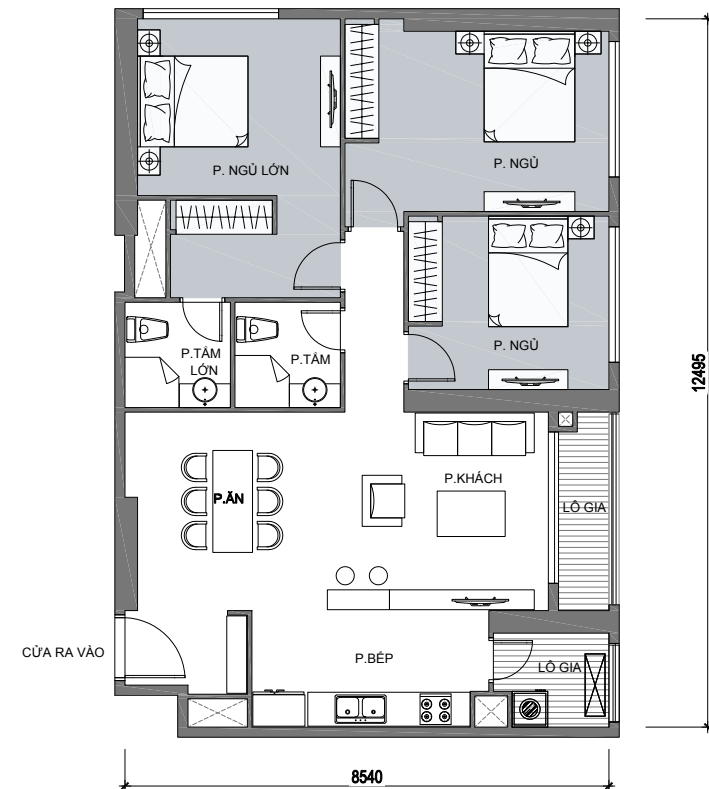 P. NGỦ LỚN
P. NGỦ
P. NGỦ
P.TẮM
LỚN
P.TẮM
12495
P.KHÁCH
P.ĂN
LÔ GIA
CỬA RA VÀO
P.BẾP
LÔ GIA
8540